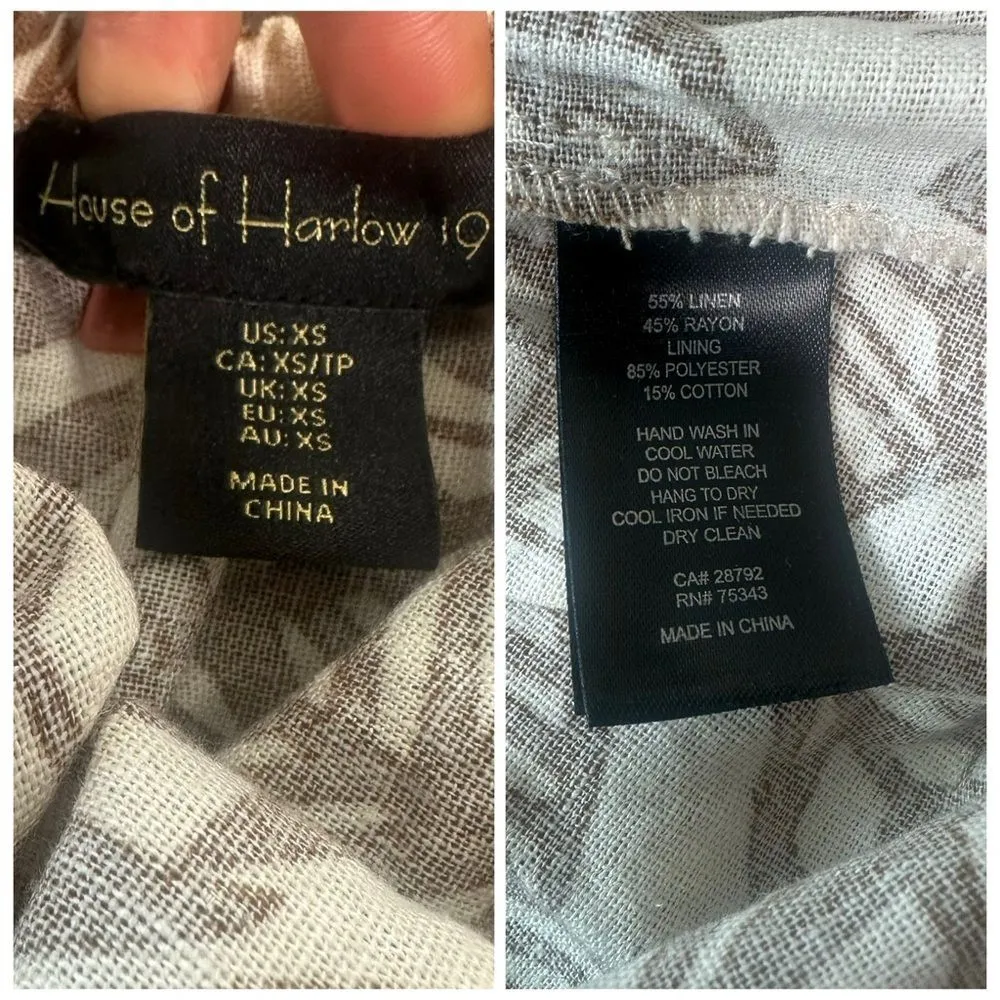 House of Harlow 19
US: XS
CA: XS/TP
UK: XS
EU: XS
AU: XS
MADE IN
CHINA
55% LINEN
45% RAYON
LINING
85% POLYESTER
15% COTTON
HAND WASH IN
COOL WATER
DO NOT BLEACH
HANG TO DRY
COOL IRON IF NEEDED
DRY CLEAN
CA# 28792
RN# 75343
MADE IN CHINA